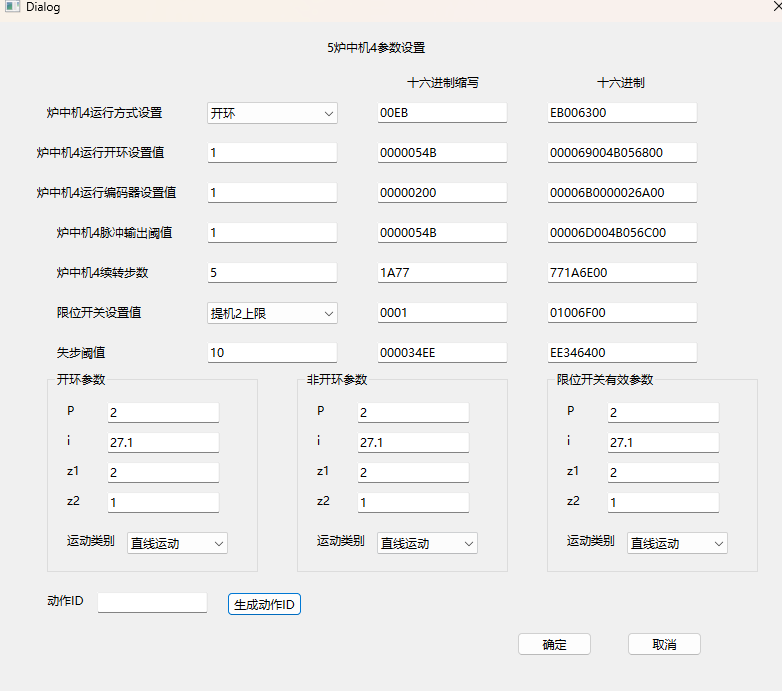 Dialog
5炉中机4参数设置
十六进制缩写 十六进制
炉中机4运行方式设置 开环 00EB EB006300
炉中机4运行开环设置值 1 0000054B 000069004B056800
炉中机4运行编码器设置值 1 00000200 00006B0000026A00
炉中机4脉冲输出阈值 1 0000054B 00006D004B056C00
炉中机4续转步数 5 1A77 771A6E00
限位开关设置值 提机2上限 0001 01006F00
失步阈值 10 000034EE EE346400
开环参数 非开环参数 限位开关有效参数
P 2 P 2 P 2
i 27.1 i 27.1 i 27.1
z1 2 z1 2 z1 2
z2 1 z2 1 z2 1
运动类别 直线运动 运动类别 直线运动 运动类别 直线运动
动作ID 生成动作ID
确定 取消